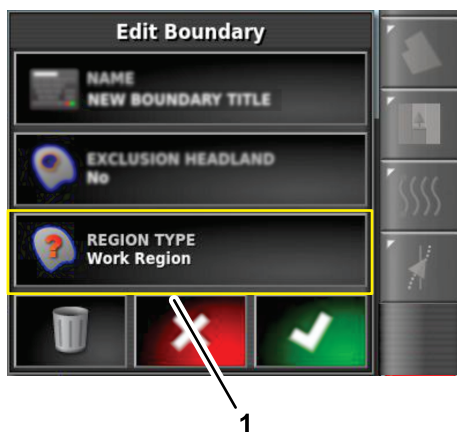 Edit Boundary
NAME
NEW BOUNDARY TITLE
EXCLUSION HEADLAND
No
REGION TYPE
Work Region
1